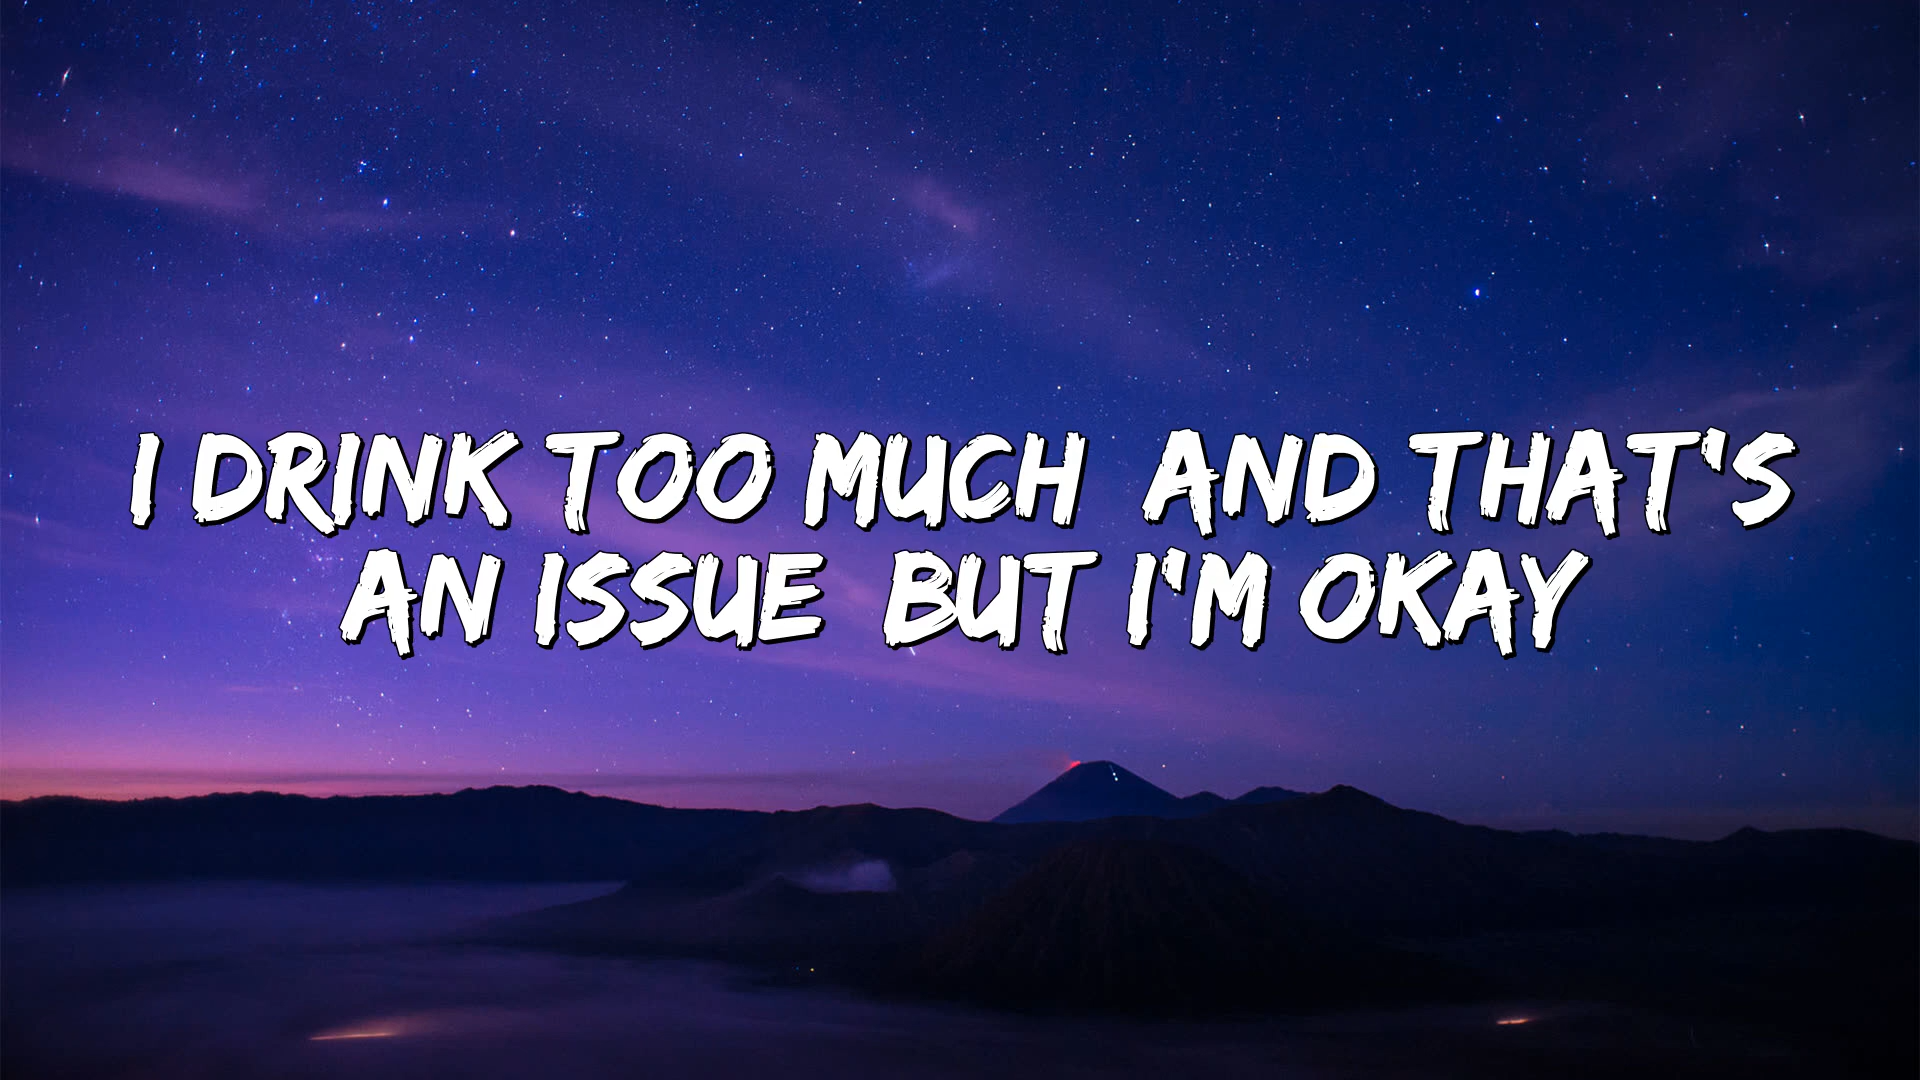 I DRINK TOO MUCH  AND THAT'S
AN ISSUE  BUT I'M OKAY